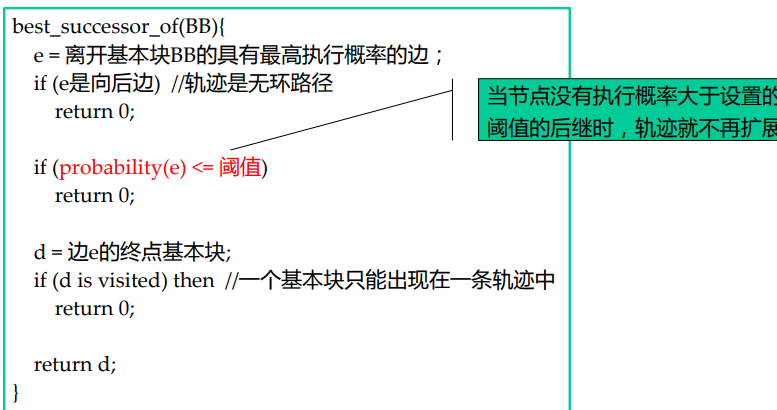 best_successor_of(BB){
e = 离开基本块BB的具有最高执行概率的边；
if (e是向后边) //轨迹是无环路径
return 0;
if (probability(e) <= 阈值)
return 0;
d = 边e的终点基本块;
if (d is visited) then //一个基本块只能出现在一条轨迹中
return 0;
return d;
}
当节点没有执行概率大于设置的
阈值的后继时，轨迹就不再扩展